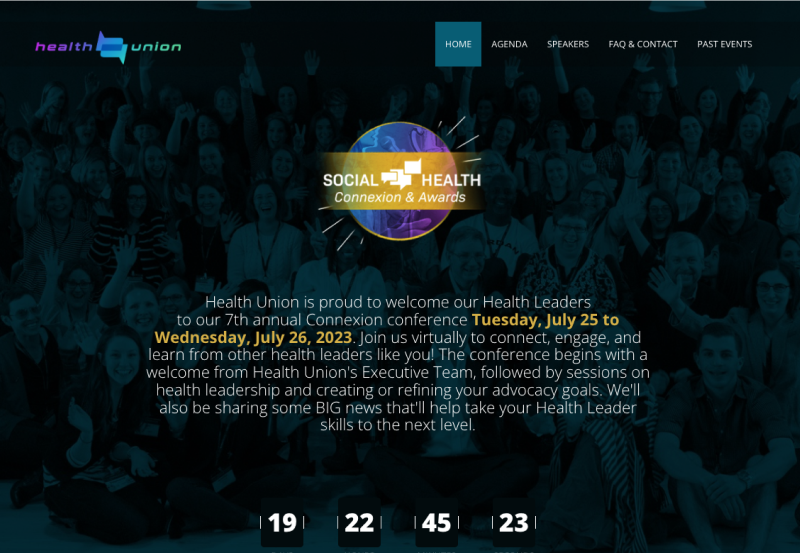 health union
HOME AGENDA SPEAKERS FAQ & CONTACT PAST EVENTS
SOCIAL HEALTH
Connexion & Awards
Health Union is proud to welcome our Health Leaders
to our 7th annual Connexion conference Tuesday, July 25 to
Wednesday, July 26, 2023. Join us virtually to connect, engage, and
learn from other health leaders like you! The conference begins with a
welcome from Health Union's Executive Team, followed by sessions on
health leadership and creating or refining your advocacy goals. We'll
also be sharing some BIG news that'll help take your Health Leader
skills to the next level.
19 22 45 23